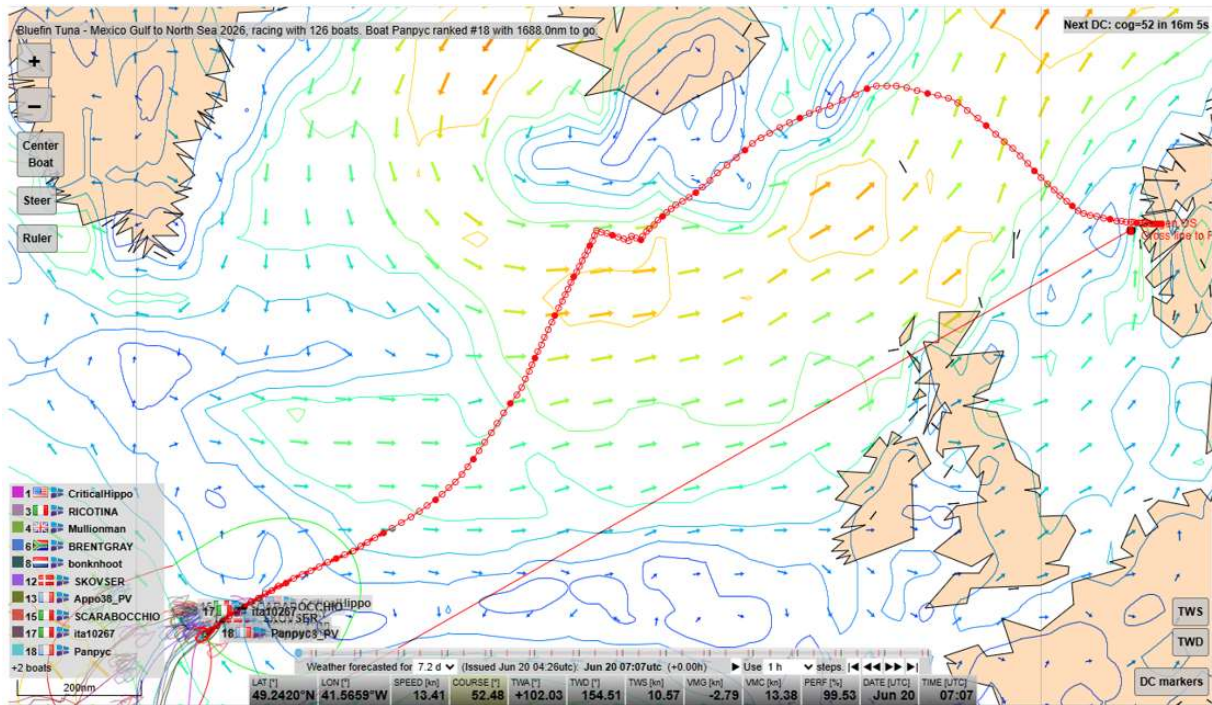 Bluefin Tuna - Mexico Gulf to North Sea 2026, racing with 126 boats. Boat Panpyc ranked #18 with 1688.0nm to go.
Next DC: cog=52 in 16m 5s
+
−
Center
Boat
Steer
Ruler
Cross line to F
1 CriticalHippo
3 RICOTINA
4 Mullionman
6 BRENTGRAY
8 bonknhoot
12 SKOVSER
13 Appo38_PV
15 SCARABOCCHIO
17 ita10267
18 Panpyc
+2 boats
200nm
CriticalHippo
SCARABOCCHIO
17 ita10267
SKOVSER
18
TWS
TWD
DC markers
Weather forecasted for 7.2 d (Issued Jun 20 04:26utc): Jun 20 07:07utc (+0.00h) Use 1 h steps
LAT [°] LON [°] SPEED [kn] COURSE [°] TWA [°] TWD [°] TWS [kn] VMG [kn] VMC [kn] PERF [%] DATE [UTC] TIME [UTC]
49.2420°N 41.5659°W 13.41 52.48 +102.03 154.51 10.57 -2.79 13.38 99.53 Jun 20 07:07